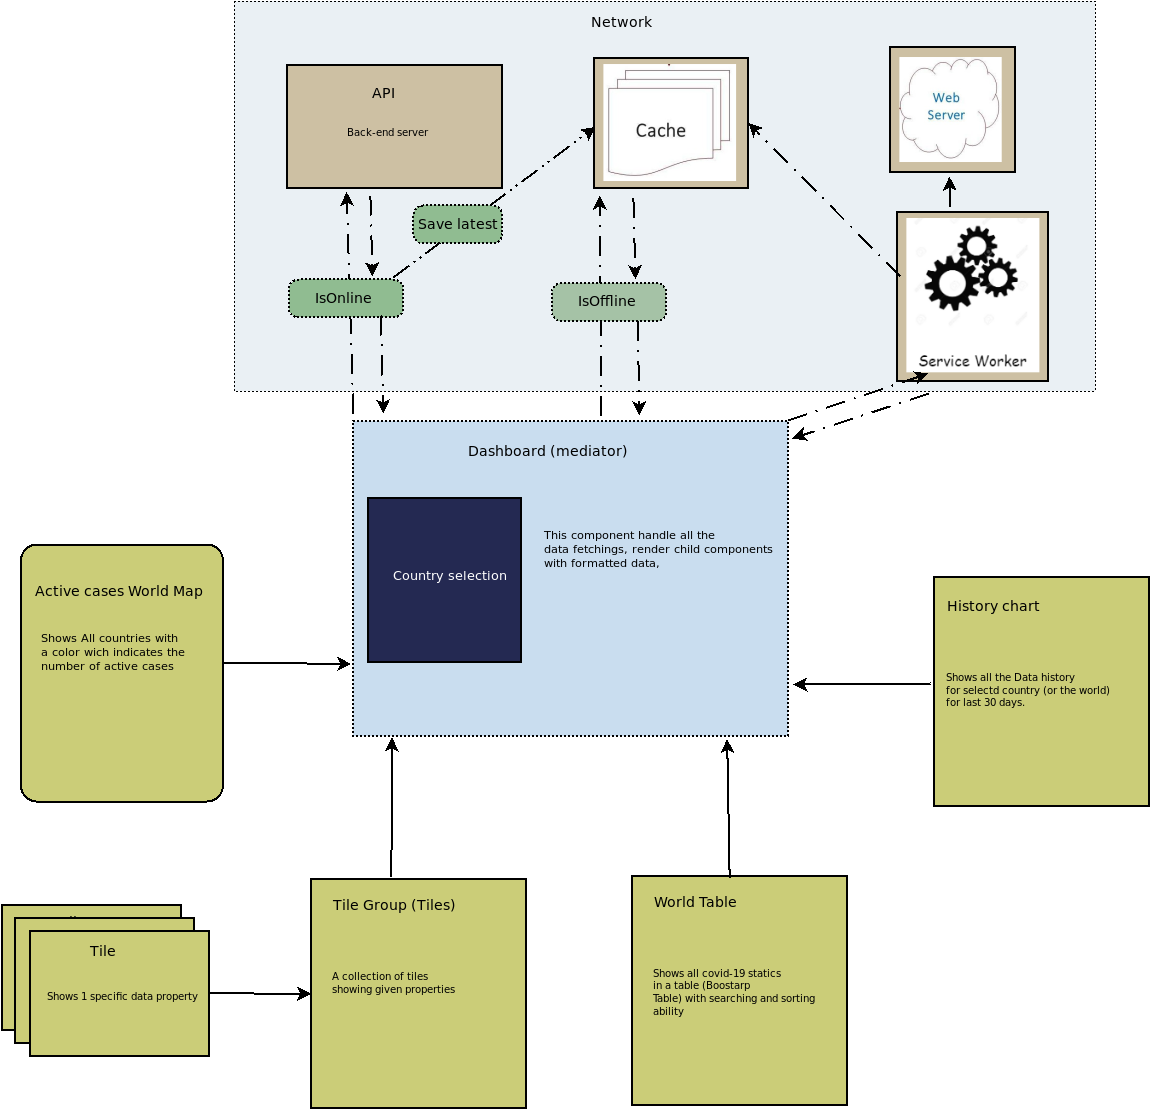 Network
API
Back-end server
Cache
Web
Server
Save latest
IsOnline
IsOffline
Service Worker
Dashboard (mediator)
Country selection
This component handle all the
data fetchings, render child components
with formatted data,
Active cases World Map
Shows All countries with
a color wich indicates the
number of active cases
History chart
Shows all the Data history
for selectd country (or the world)
for last 30 days.
Tile
Shows 1 specific data property
Tile Group (Tiles)
A collection of tiles
showing given properties
World Table
Shows all covid-19 statics
in a table (Boostarp
Table) with searching and sorting
ability